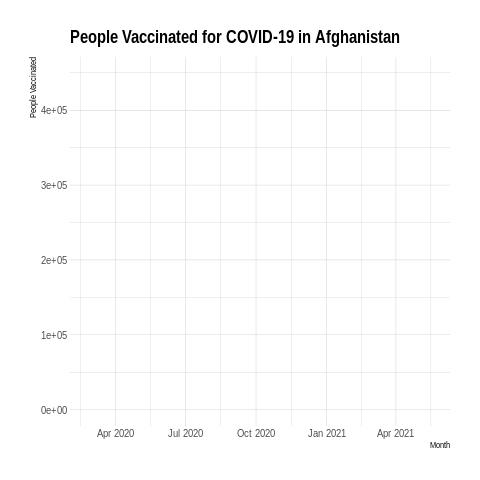 People Vaccinated for COVID-19 in Afghanistan
People Vaccinated
4e+05
3e+05
2e+05
1e+05
0e+00
Apr 2020 Jul 2020 Oct 2020 Jan 2021 Apr 2021
Month